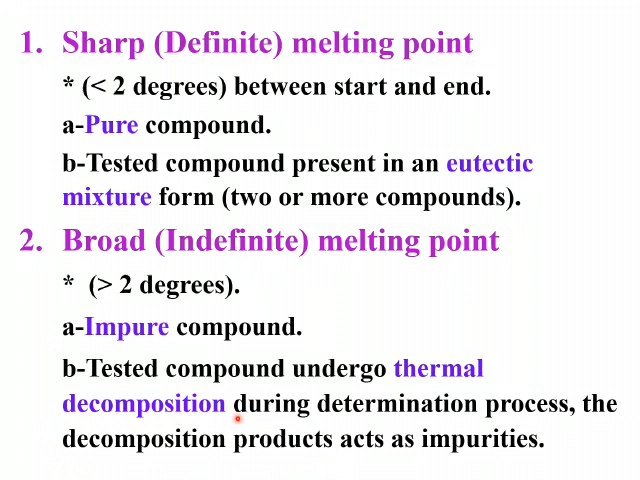 1. Sharp (Definite) melting point
* (< 2 degrees) between start and end.
a-Pure compound.
b-Tested compound present in an eutectic
mixture form (two or more compounds).
2. Broad (Indefinite) melting point
* (> 2 degrees).
a-Impure compound.
b-Tested compound undergo thermal
decomposition during determination process, the
decomposition products acts as impurities.